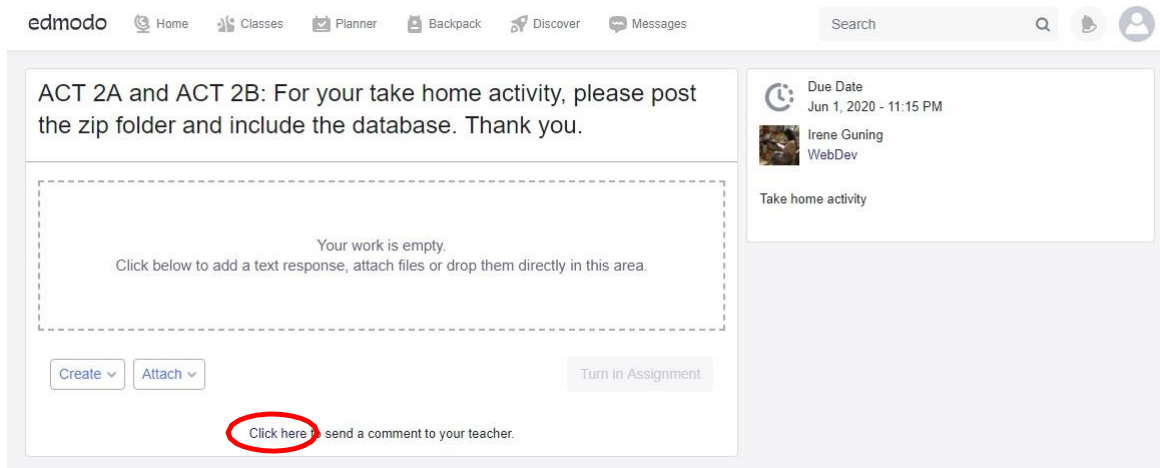 edmodo Home Classes Planner Backpack Discover Messages Search
ACT 2A and ACT 2B: For your take home activity, please post
the zip folder and include the database. Thank you.
Your work is empty.
Click below to add a text response, attach files or drop them directly in this area.
Create Attach Turn in Assignment
Click here to send a comment to your teacher.
Due Date
Jun 1, 2020 - 11:15 PM
Irene Guning
WebDev
Take home activity